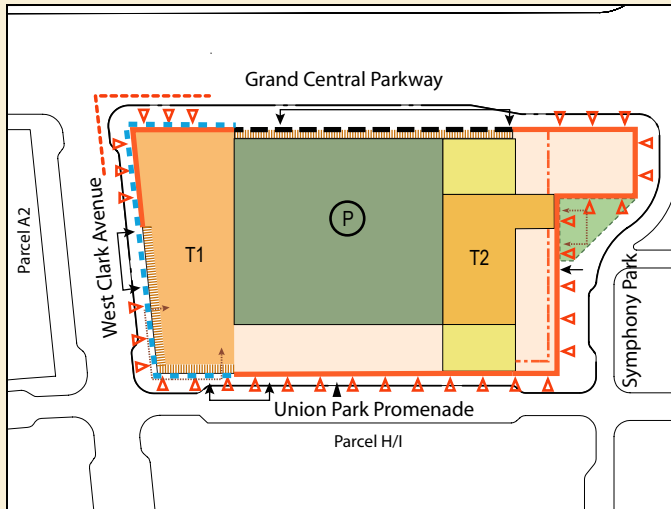 Grand Central Parkway
Parcel A2
West Clark Avenue
P
T1
T2
Symphony Park
Union Park Promenade
Parcel H/I